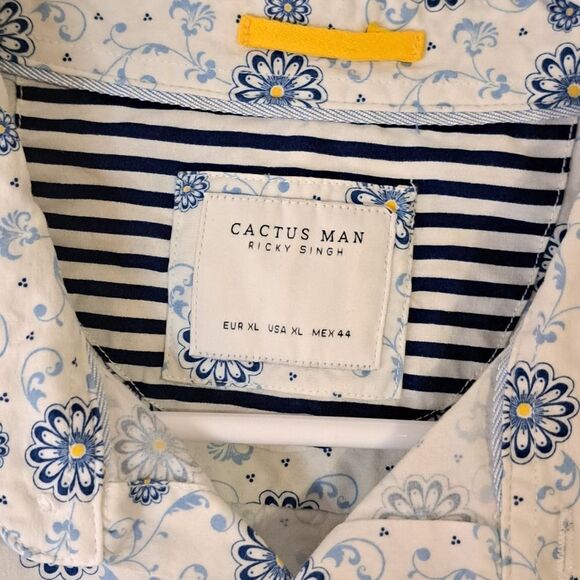 CACTUS MAN
RICKY SINGH
EUR XL USA XL MEX 44